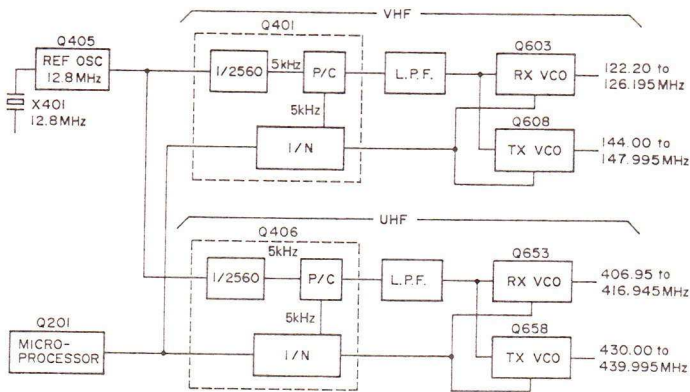 VHF
Q405
REF OSC
12.8 MHz
X401
12.8MHz
Q401
1/2560
5kHz
P/C
5kHz
1/N
L.P.F.
Q603
RX VCO
122.20 to
126.195MHz
Q608
TX VCO
144.00 to
147.995MHz
UHF
Q406
5kHz
1/2560
P/C
5kHz
1/N
L.P.F.
Q653
RX VCO
406.95 to
416.945MHz
Q658
TX VCO
430.00 to
439.995MHz
Q201
MICRO-
PROCESSOR